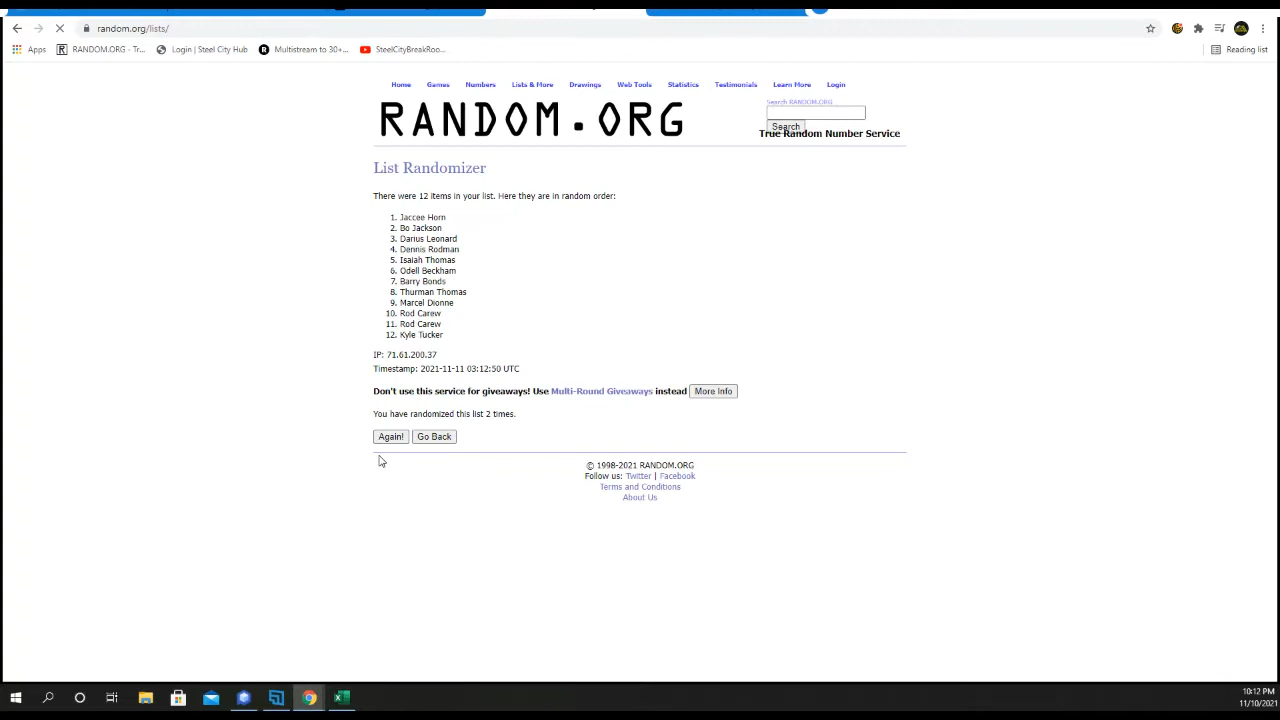 random.org/lists/
Apps
RANDOM.ORG - Tr...
Login | Steel City Hub
Multistream to 30+...
SteelCityBreakRoo...
Reading list
Home Games Numbers Lists & More Drawings Web Tools Statistics Testimonials Learn More Login
RANDOM.ORG
Search RANDOM.ORG
Search
True Random Number Service
List Randomizer
There were 12 items in your list. Here they are in random order:
1. Jaccee Horn
2. Bo Jackson
3. Darius Leonard
4. Dennis Rodman
5. Isaiah Thomas
6. Odell Beckham
7. Barry Bonds
8. Thurman Thomas
9. Marcel Dionne
10. Rod Carew
11. Rod Carew
12. Kyle Tucker
IP: 71.61.200.37
Timestamp: 2021-11-11 03:12:50 UTC
Don't use this service for giveaways! Use Multi-Round Giveaways instead More Info
You have randomized this list 2 times.
Again! Go Back
© 1998-2021 RANDOM.ORG
Follow us: Twitter | Facebook
Terms and Conditions
About Us
10:12 PM
11/10/2021